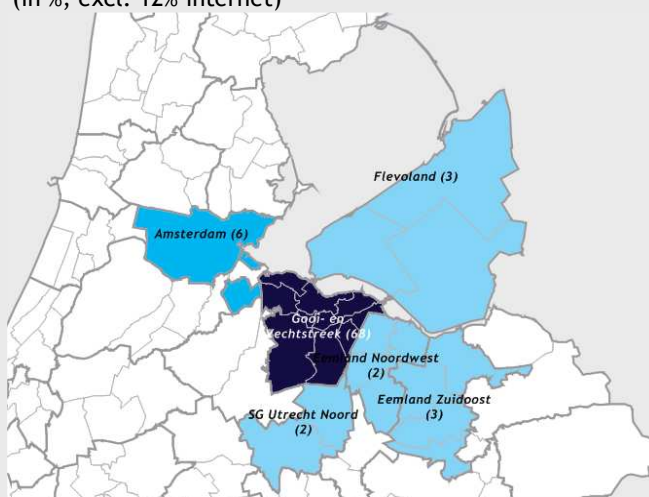 (in %, excl. 12% internet)
Flevoland (3)
Amsterdam (6)
Gooi- en
Vechtstreek (68)
Eemland Noordwest
(2)
Eemland Zuidoost
(3)
SG Utrecht Noord
(2)